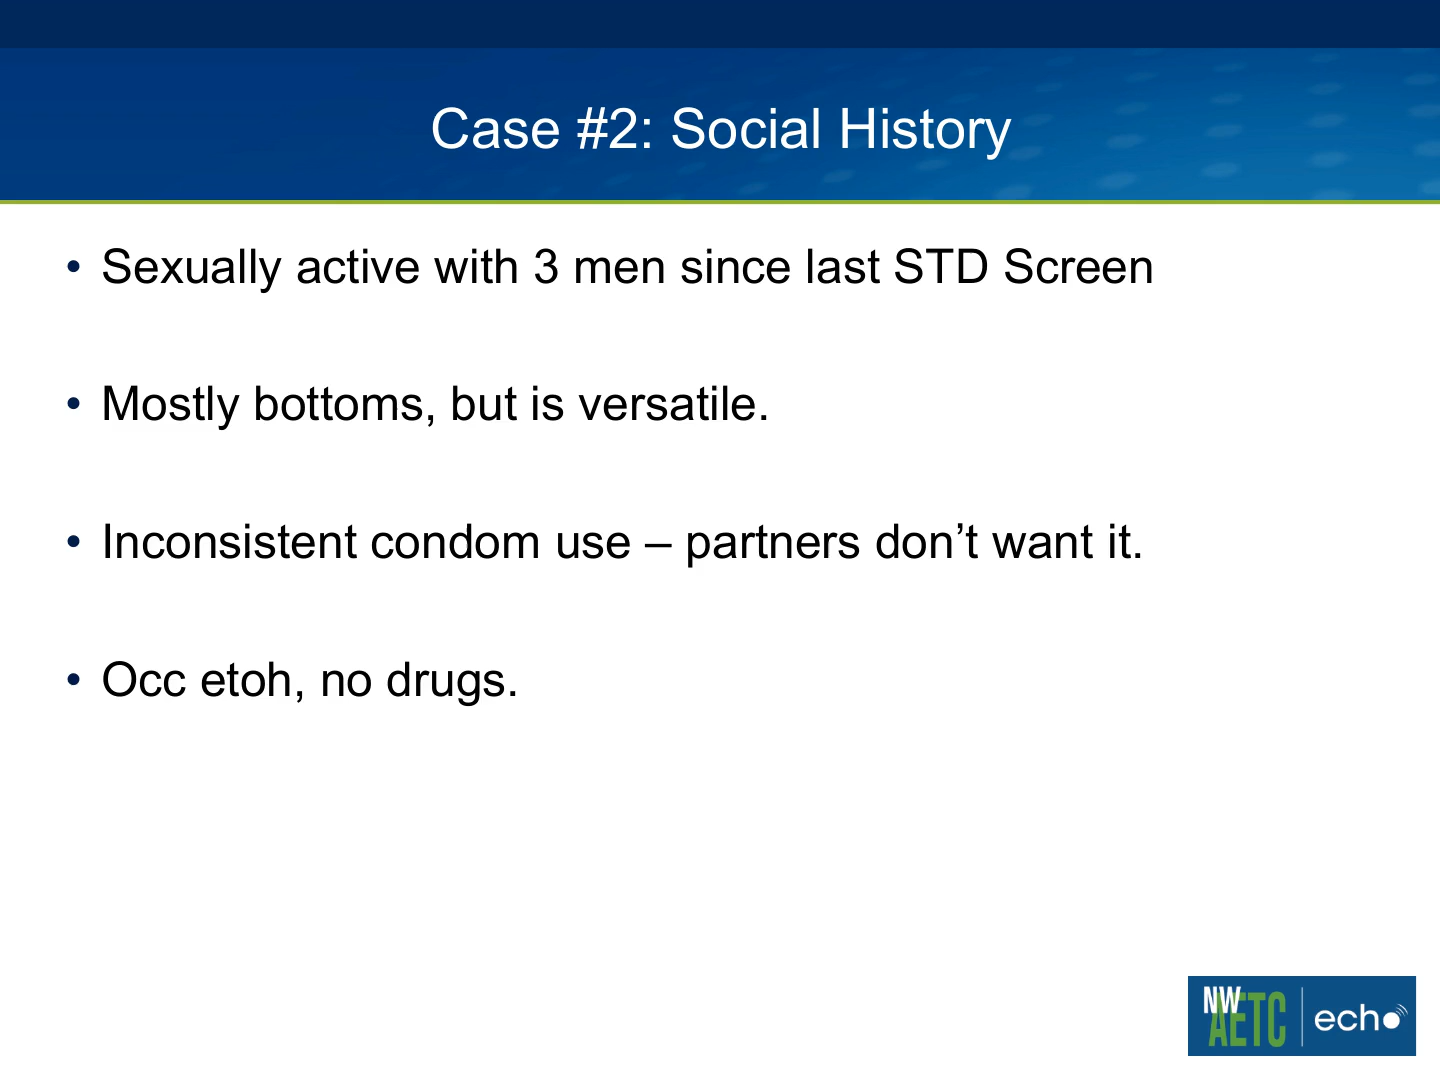 Case #2: Social History
• Sexually active with 3 men since last STD Screen
• Mostly bottoms, but is versatile.
• Inconsistent condom use – partners don’t want it.
• Occ etoh, no drugs.
NW
AETC
echo